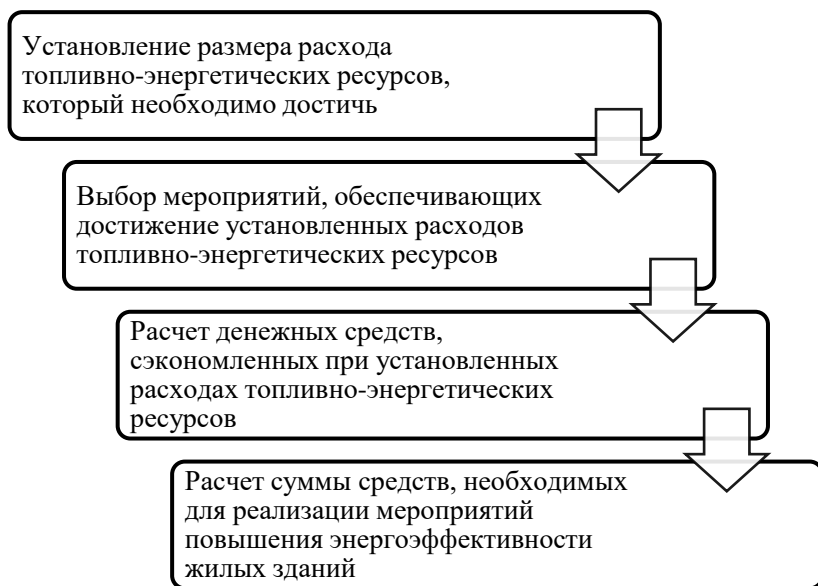 Установление размера расхода
топливно-энергетических ресурсов,
который необходимо достичь
Выбор мероприятий, обеспечивающих
достижение установленных расходов
топливно-энергетических ресурсов
Расчет денежных средств,
сэкономленных при установленных
расходах топливно-энергетических
ресурсов
Расчет суммы средств, необходимых
для реализации мероприятий
повышения энергоэффективности
жилых зданий